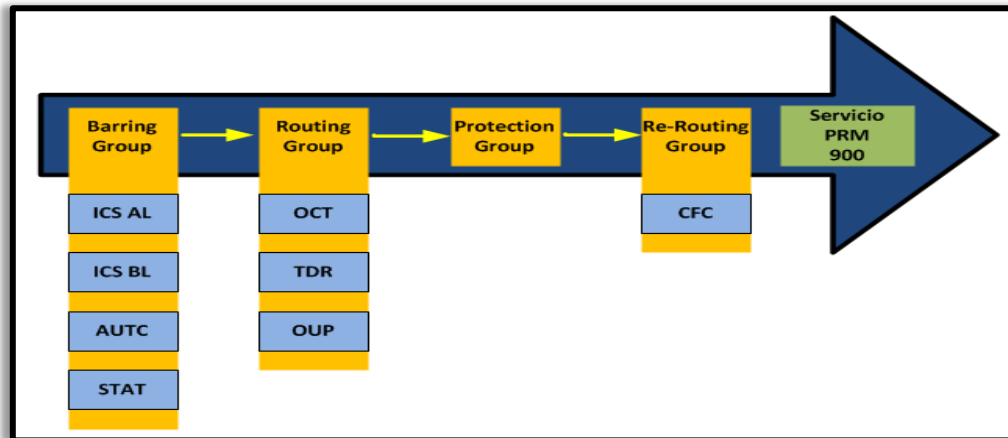 Barring
Group
Routing
Group
Protection
Group
Re-Routing
Group
Servicio
PRM
900
ICS AL
ICS BL
AUTC
STAT
OCT
TDR
OUP
CFC